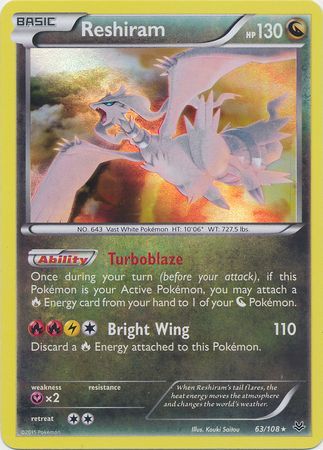 BASIC
Reshiram HP 130
NO. 643 Vast White Pokémon HT: 10'06" WT: 727.5 lbs.
Ability Turboblaze
Once during your turn (before your attack), if this
Pokémon is your Active Pokémon, you may attach a
Energy card from your hand to 1 of your Pokémon.
Bright Wing 110
Discard a Energy attached to this Pokémon.
weakness resistance
×2
retreat
When Reshiram's tail flares, the
heat energy moves the atmosphere
and changes the world's weather.
©2015 Pokémon
Illus. Kouki Saitou 63/108